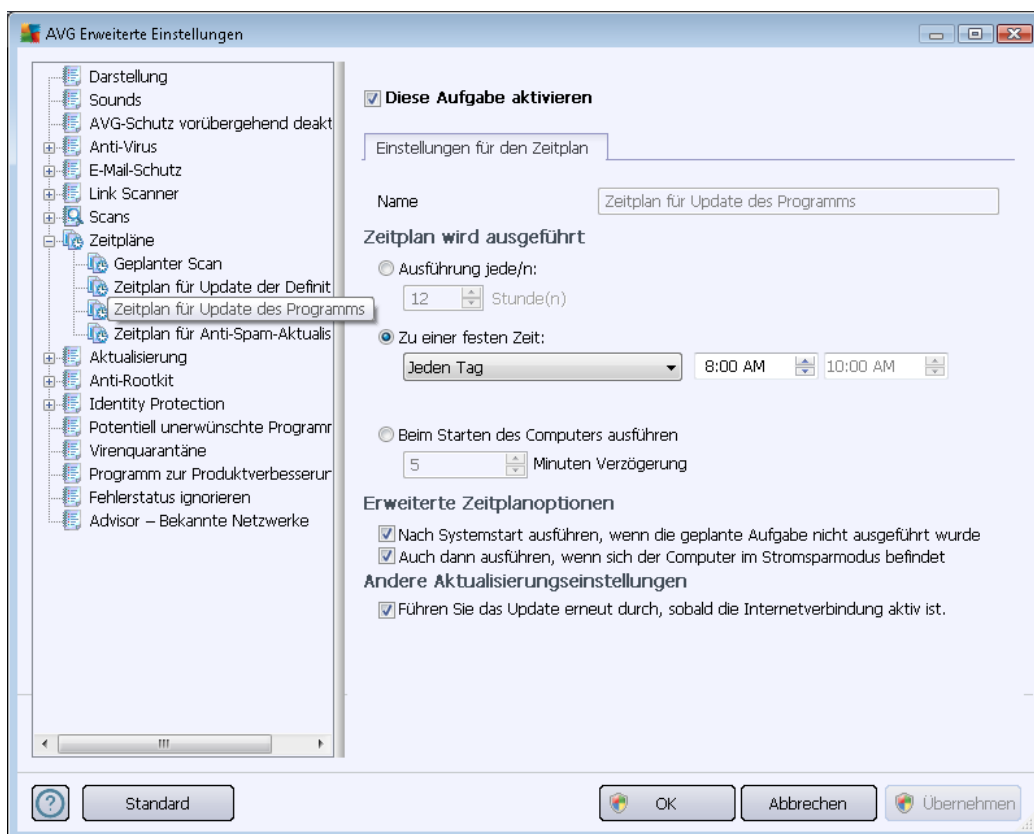 AVG Erweiterte Einstellungen
Darstellung
Sounds
AVG-Schutz vorübergehend deakt
Anti-Virus
E-Mail-Schutz
Link Scanner
Scans
Zeitpläne
Geplanter Scan
Zeitplan für Update der Definit
Zeitplan für Update des Programms
Zeitplan für Anti-Spam-Aktualis
Aktualisierung
Anti-Rootkit
Identity Protection
Potentiell unerwünschte Programm
Virenquarantäne
Programm zur Produktverbesserun
Fehlerstatus ignorieren
Advisor – Bekannte Netzwerke
Diese Aufgabe aktivieren
Einstellungen für den Zeitplan
Name Zeitplan für Update des Programms
Zeitplan wird ausgeführt
Ausführung jede/n:
12 Stunde(n)
Zu einer festen Zeit:
Jeden Tag 8:00 AM 10:00 AM
Beim Starten des Computers ausführen
5 Minuten Verzögerung
Erweiterte Zeitplanoptionen
Nach Systemstart ausführen, wenn die geplante Aufgabe nicht ausgeführt wurde
Auch dann ausführen, wenn sich der Computer im Stromsparmodus befindet
Andere Aktualisierungseinstellungen
Führen Sie das Update erneut durch, sobald die Internetverbindung aktiv ist.
? Standard OK Abbrechen Übernehmen